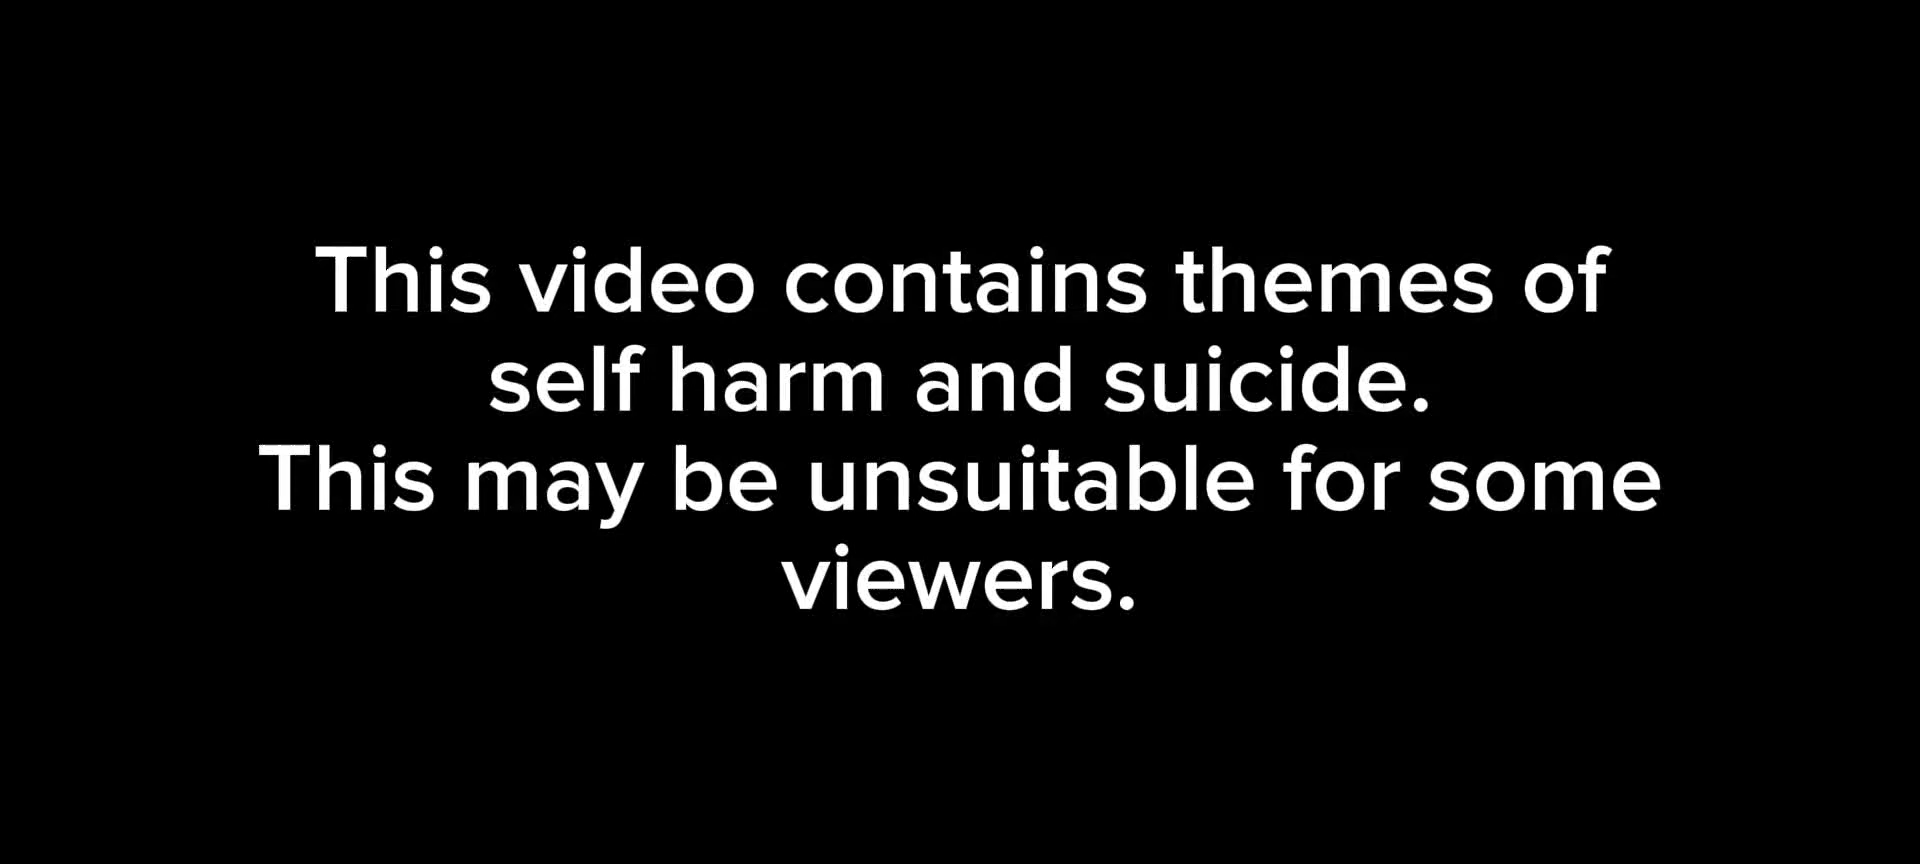 This video contains themes of
self harm and suicide.
This may be unsuitable for some
viewers.